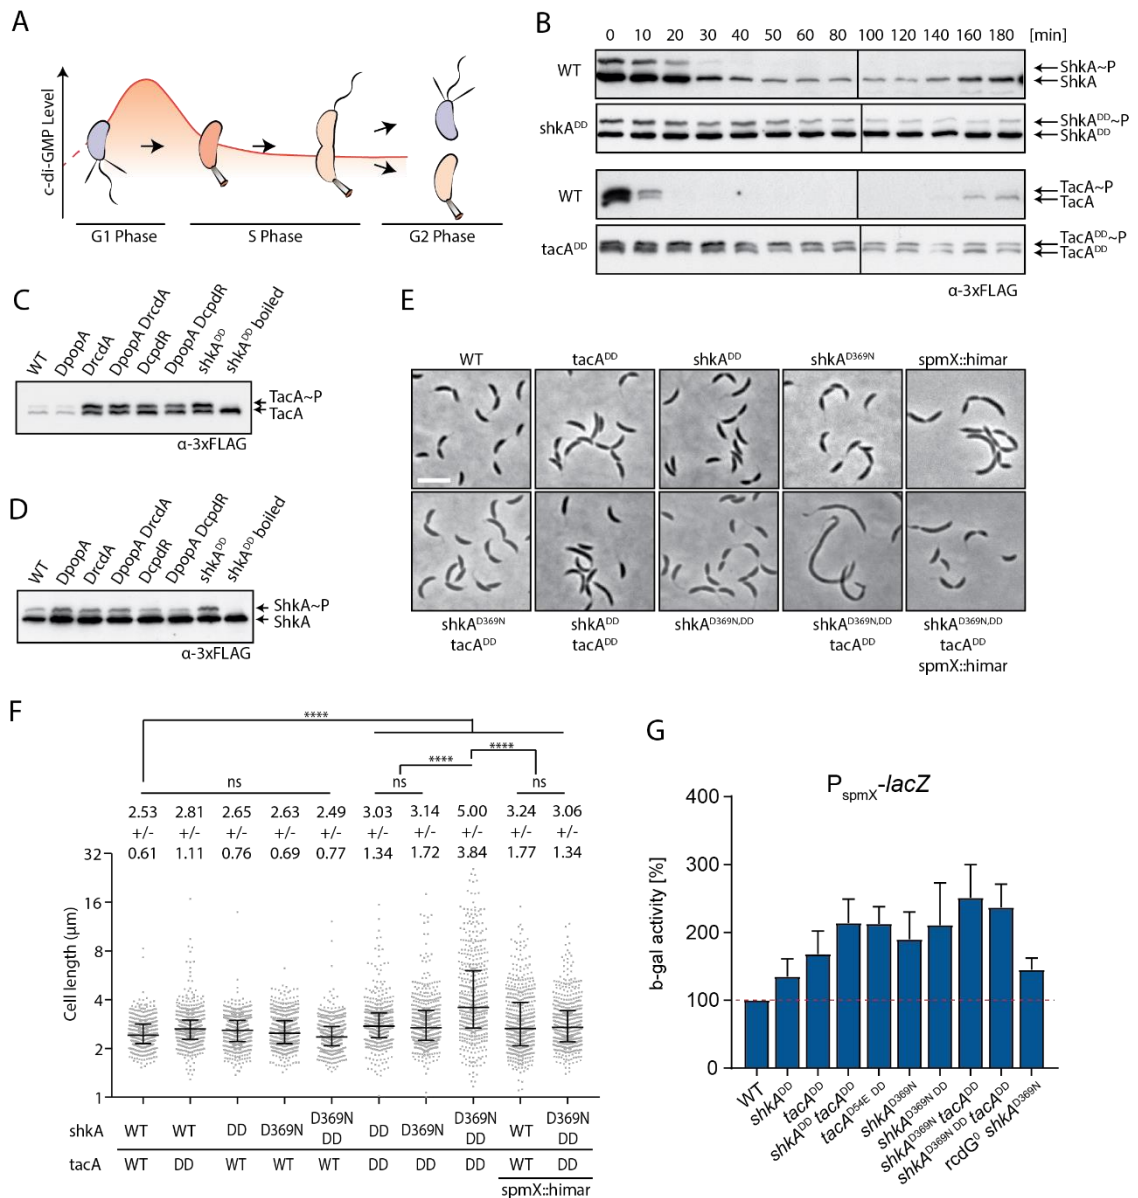 A
c-di-GMP Level
G1 Phase
S Phase
G2 Phase
B
0 10 20 30 40 50 60 80 100 120 140 160 180 [min]
WT
ShkA~P
ShkA
shkA^DD
ShkA^DD~P
ShkA^DD
WT
TacA~P
TacA
tacA^DD
TacA^DD~P
TacA^DD
α-3xFLAG
C
WT
DpopA
DrcdA
DpopA DrcdA
DcpdR
DpopA DcpdR
shkA^DD
shkA^DD boiled
TacA~P
TacA
α-3xFLAG
D
WT
DpopA
DrcdA
DpopA DrcdA
DcpdR
DpopA DcpdR
shkA^DD
shkA^DD boiled
ShkA~P
ShkA
α-3xFLAG
E
WT
tacA^DD
shkA^DD
shkA^D369N
spmX::himar
shkA^D369N
tacA^DD
shkA^DD
tacA^DD
shkA^D369N,DD
shkA^D369N,DD
tacA^DD
shkA^D369N,DD
tacA^DD
spmX::himar
F
****
****
****
ns
ns
ns
2.53 2.81 2.65 2.63 2.49 3.03 3.14 5.00 3.24 3.06
+/- +/- +/- +/- +/- +/- +/- +/- +/- +/-
0.61 1.11 0.76 0.69 0.77 1.34 1.72 3.84 1.77 1.34
Cell length (µm)
32
16
8
4
2
1
shkA WT WT DD D369N D369N DD DD D369N D369N DD WT D369N DD
tacA WT DD WT WT WT DD DD DD WT DD
spmX::himar
G
P_spmX-lacZ
b-gal activity [%]
400
300
200
100
0
WT
shkA^DD
tacA^DD
shkA^DD tacA^DD
tacA^D54E DD
shkA^D369N
shkA^D369N DD
shkA^D369N tacA^DD
shkA^D369N DD tacA^DD
rcdG^0 shkA^D369N